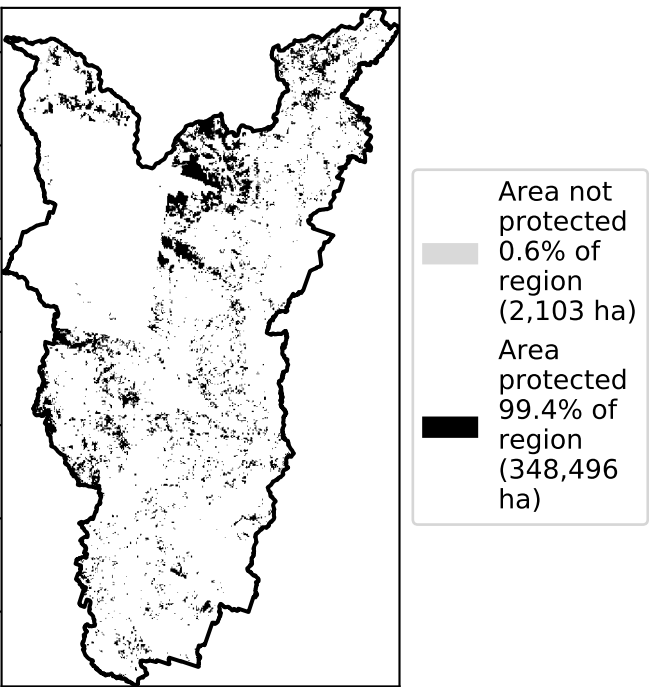 Area not
protected
0.6% of
region
(2,103 ha)
Area
protected
99.4% of
region
(348,496
ha)